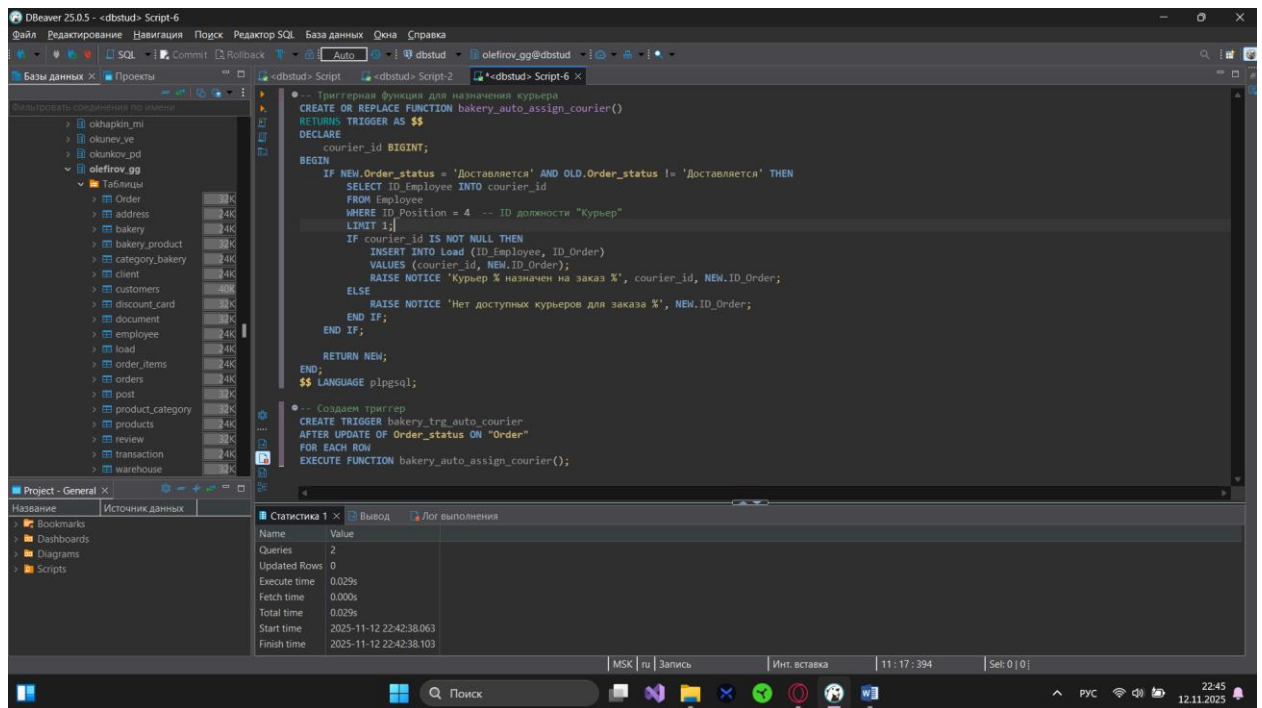 DBeaver 25.0.5 - <dbstud> Script-6
Файл Редактирование Навигация Поиск Редактор SQL База данных Окна Справка
SQL Commit Rollback Auto dbstud olefirov_gg@dbstud
Базы данных Проекты
<dbstud> Script <dbstud> Script-2 *<dbstud> Script-6
Фильтровать соединения по имени
okhapkin_mi
okunev_ve
okunkov_pd
olefirov_gg
Таблицы
Order 32K
address 24K
bakery 24K
bakery_product 32K
category_bakery 24K
client 24K
customers 40K
discount_card 32K
document 32K
employee 24K
load 24K
order_items 24K
orders 24K
post 32K
product_category 32K
products 24K
review 32K
transaction 24K
warehouse 32K
-- Триггерная функция для назначения курьера
CREATE OR REPLACE FUNCTION bakery_auto_assign_courier()
RETURNS TRIGGER AS $$
DECLARE
courier_id BIGINT;
BEGIN
IF NEW.Order_status = 'Доставляется' AND OLD.Order_status != 'Доставляется' THEN
SELECT ID_Employee INTO courier_id
FROM Employee
WHERE ID_Position = 4 -- ID должности "Курьер"
LIMIT 1;
IF courier_id IS NOT NULL THEN
INSERT INTO Load (ID_Employee, ID_Order)
VALUES (courier_id, NEW.ID_Order);
RAISE NOTICE 'Курьер % назначен на заказ %', courier_id, NEW.ID_Order;
ELSE
RAISE NOTICE 'Нет доступных курьеров для заказа %', NEW.ID_Order;
END IF;
END IF;
RETURN NEW;
END;
$$ LANGUAGE plpgsql;
-- Создаем триггер
CREATE TRIGGER bakery_trg_auto_courier
AFTER UPDATE OF Order_status ON "Order"
FOR EACH ROW
EXECUTE FUNCTION bakery_auto_assign_courier();
Project - General
Название Источник данных
Bookmarks
Dashboards
Diagrams
Scripts
Статистика 1 Вывод Лог выполнения
Name Value
Queries 2
Updated Rows 0
Execute time 0.029s
Fetch time 0.000s
Total time 0.029s
Start time 2025-11-12 22:42:38.063
Finish time 2025-11-12 22:42:38.103
MSK ru Запись Инт. вставка 11 : 17 : 394 Sel: 0 | 0
Поиск
РУС 22:45
12.11.2025